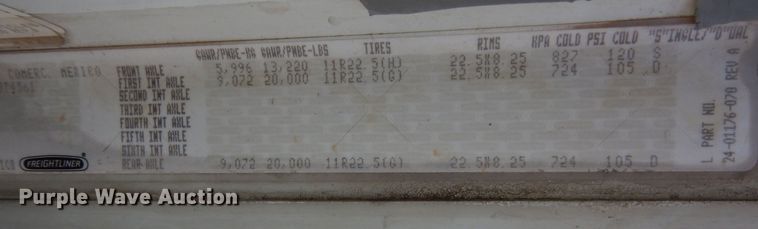 GAWR/PNBE-KG GAWR/PNBE-LBS TIRES RIMS KPA COLD PSI COLD "S"INGLE/"D"UAL
COMERC. MEXICO
FRONT AXLE 5,996 13,220 11R22.5(H) 22.5X8.25 827 120 S
FIRST INT AXLE 9,072 20,000 11R22.5(G) 22.5X8.25 724 105 D
SECOND INT AXLE
THIRD INT AXLE
FOURTH INT AXLE
FIFTH INT AXLE
SIXTH INT AXLE
FREIGHTLINER
REAR AXLE 9,072 20,000 11R22.5(G) 22.5X8.25 724 105 D
L PART NO.
24-01176-070 REV A
Purple Wave Auction